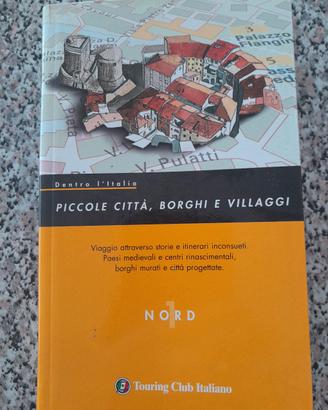 Palazzo
Fianghi
V. Pulatti
Dentro l'Italia
PICCOLE CITTÀ, BORGHI E VILLAGGI
Viaggio attraverso storie e itinerari inconsueti.
Paesi medievali e centri rinascimentali,
borghi murati e città progettate.
1
NORD
Touring Club Italiano